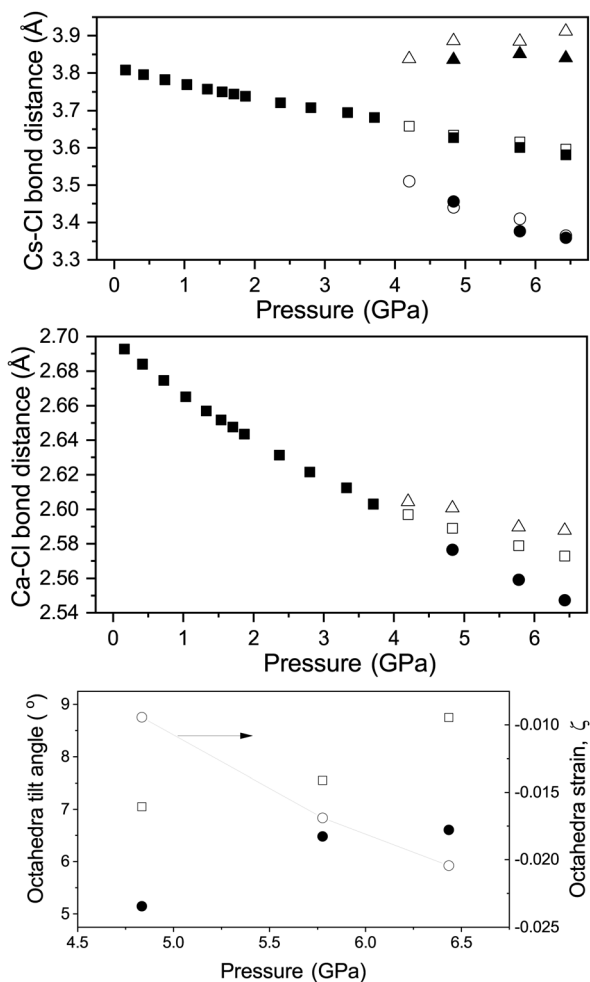 Cs-Cl bond distance (Å)
3.9
3.8
3.7
3.6
3.5
3.4
3.3
0 1 2 3 4 5 6
Pressure (GPa)
Ca-Cl bond distance (Å)
2.70
2.68
2.66
2.64
2.62
2.60
2.58
2.56
2.54
0 1 2 3 4 5 6
Pressure (GPa)
Octahedra tilt angle ( º)
9
8
7
6
5
4.5 5.0 5.5 6.0 6.5
Pressure (GPa)
-0.010
-0.015
-0.020
-0.025
Octahedra strain, ζ